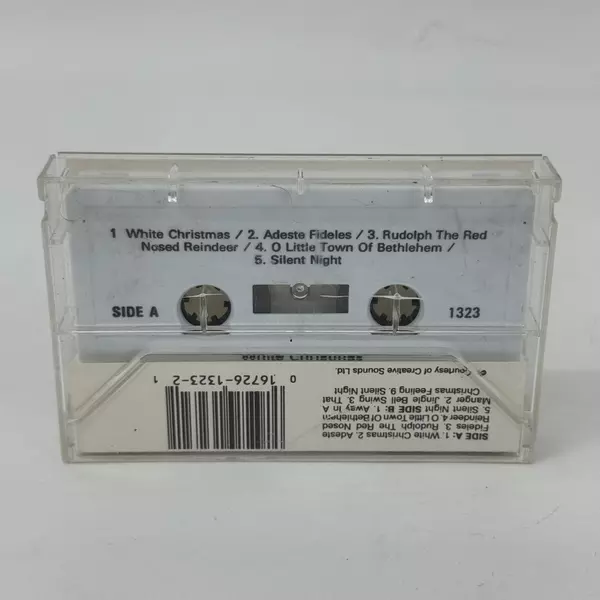 1 White Christmas / 2. Adeste Fideles / 3. Rudolph The Red
Nosed Reindeer / 4. O Little Town Of Bethlehem /
5. Silent Night
SIDE A
1323
White Christmas
Courtesy of Creative Sounds Ltd.
0 16726-1323-2 1
SIDE A: 1. White Christmas 2. Adeste
Fideles 3. Rudolph The Red Nosed
Reindeer 4. O Little Town Of Bethlehem
5. Silent Night SIDE B: 1. Away In A
Manger 2. Jingle Bell Swing 3. That
Christmas Feeling 9. Silent Night